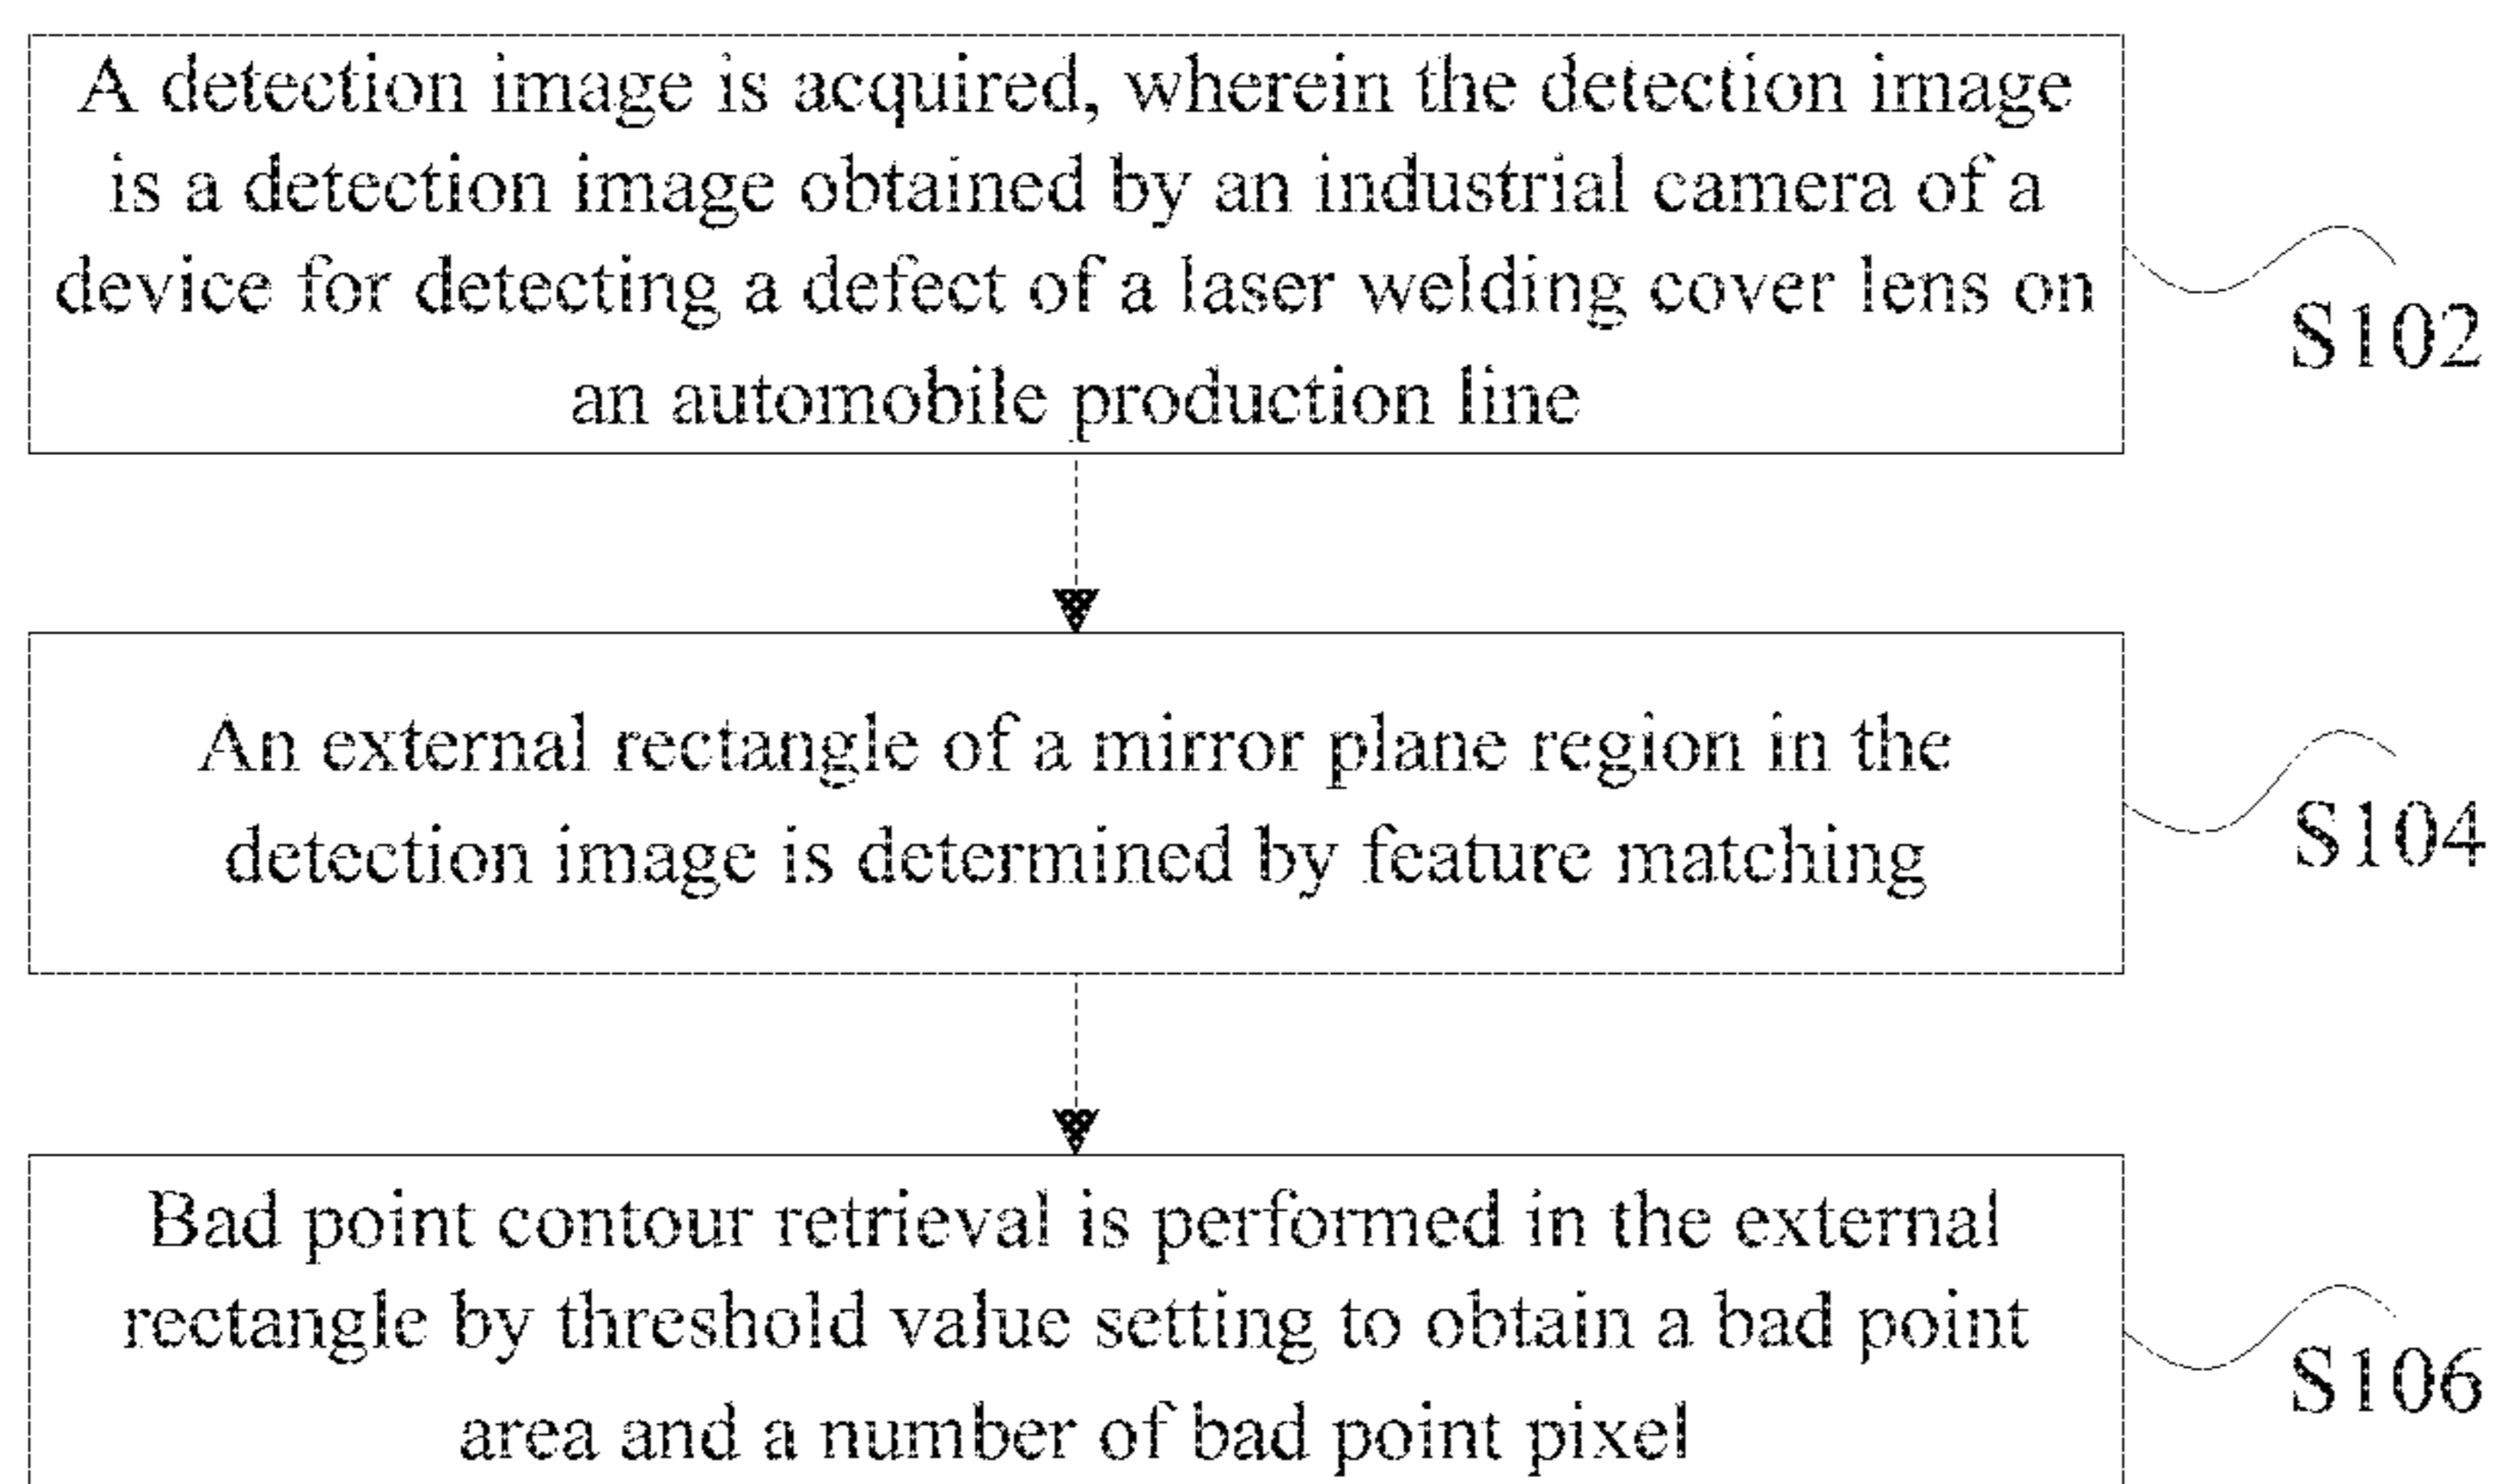 A detection image is acquired, wherein the detection image
is a detection image obtained by an industrial camera of a
device for detecting a defect of a laser welding cover lens on
an automobile production line
S102
An external rectangle of a mirror plane region in the
detection image is determined by feature matching
S104
Bad point contour retrieval is performed in the external
rectangle by threshold value setting to obtain a bad point
area and a number of bad point pixel
S106